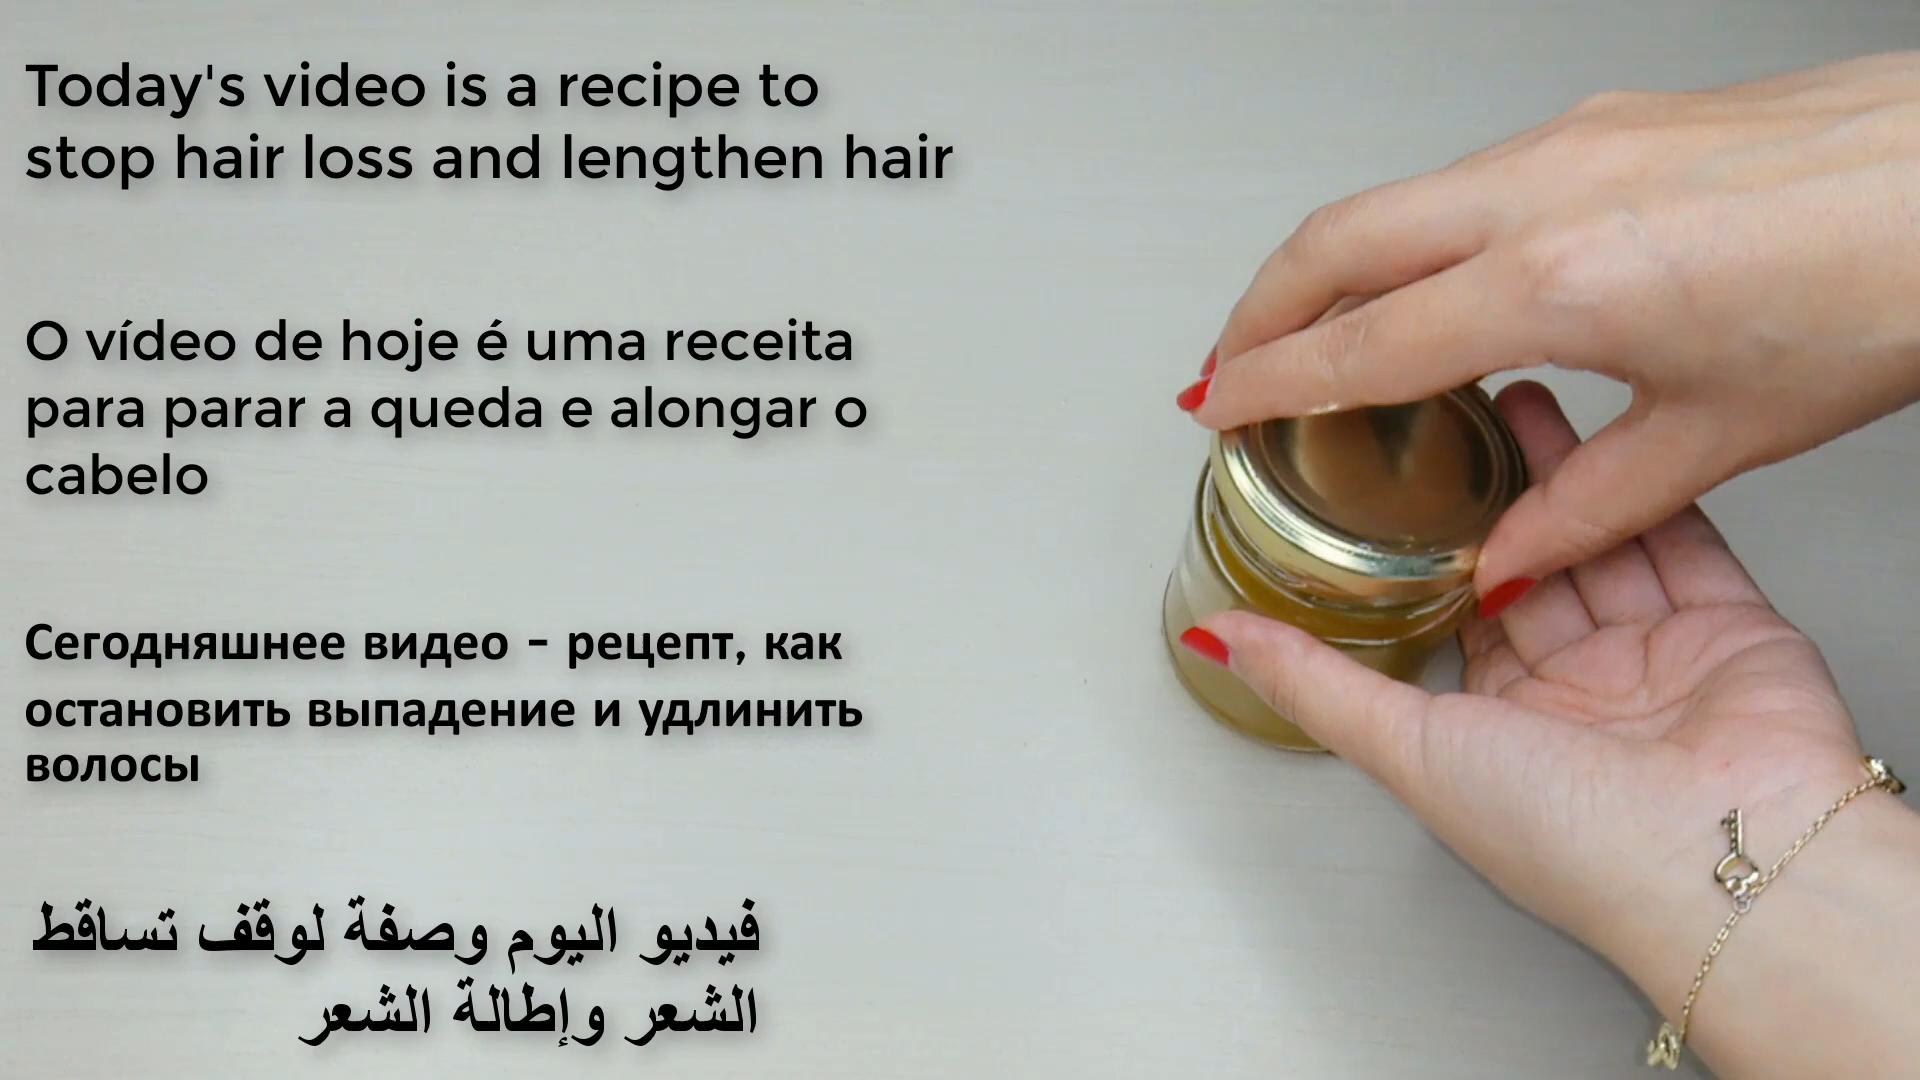 Today's video is a recipe to
stop hair loss and lengthen hair
O vídeo de hoje é uma receita
para parar a queda e alongar o
cabelo
Сегодняшнее видео - рецепт, как
остановить выпадение и удлинить
волосы
فيديو اليوم وصفة لوقف تساقط
الشعر وإطالة الشعر